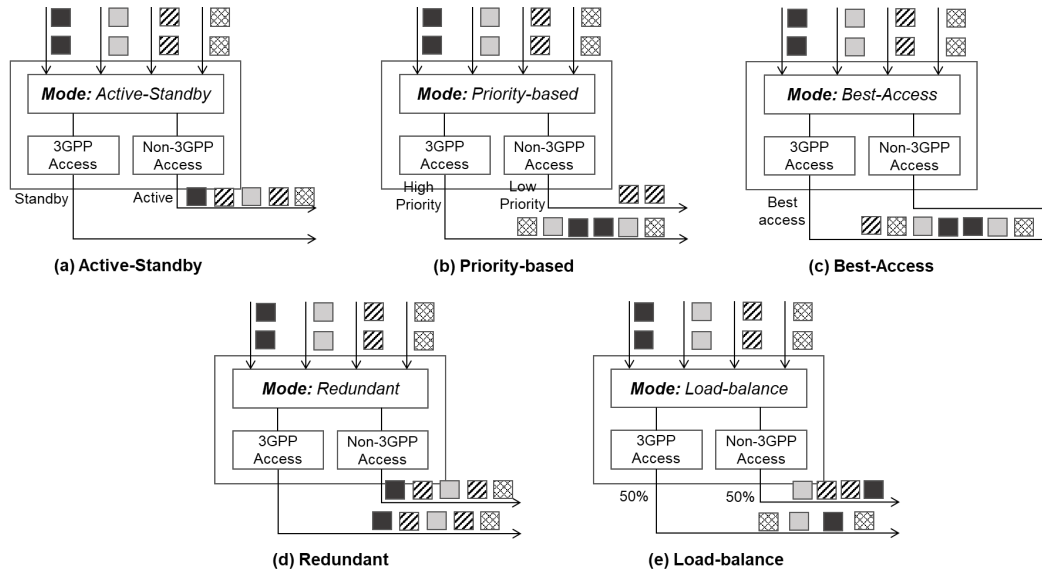 Mode: Active-Standby
3GPP
Access
Non-3GPP
Access
Standby
Active
(a) Active-Standby
Mode: Priority-based
3GPP
Access
Non-3GPP
Access
High
Priority
Low
Priority
(b) Priority-based
Mode: Best-Access
3GPP
Access
Non-3GPP
Access
Best
access
(c) Best-Access
Mode: Redundant
3GPP
Access
Non-3GPP
Access
(d) Redundant
Mode: Load-balance
3GPP
Access
Non-3GPP
Access
50%
50%
(e) Load-balance